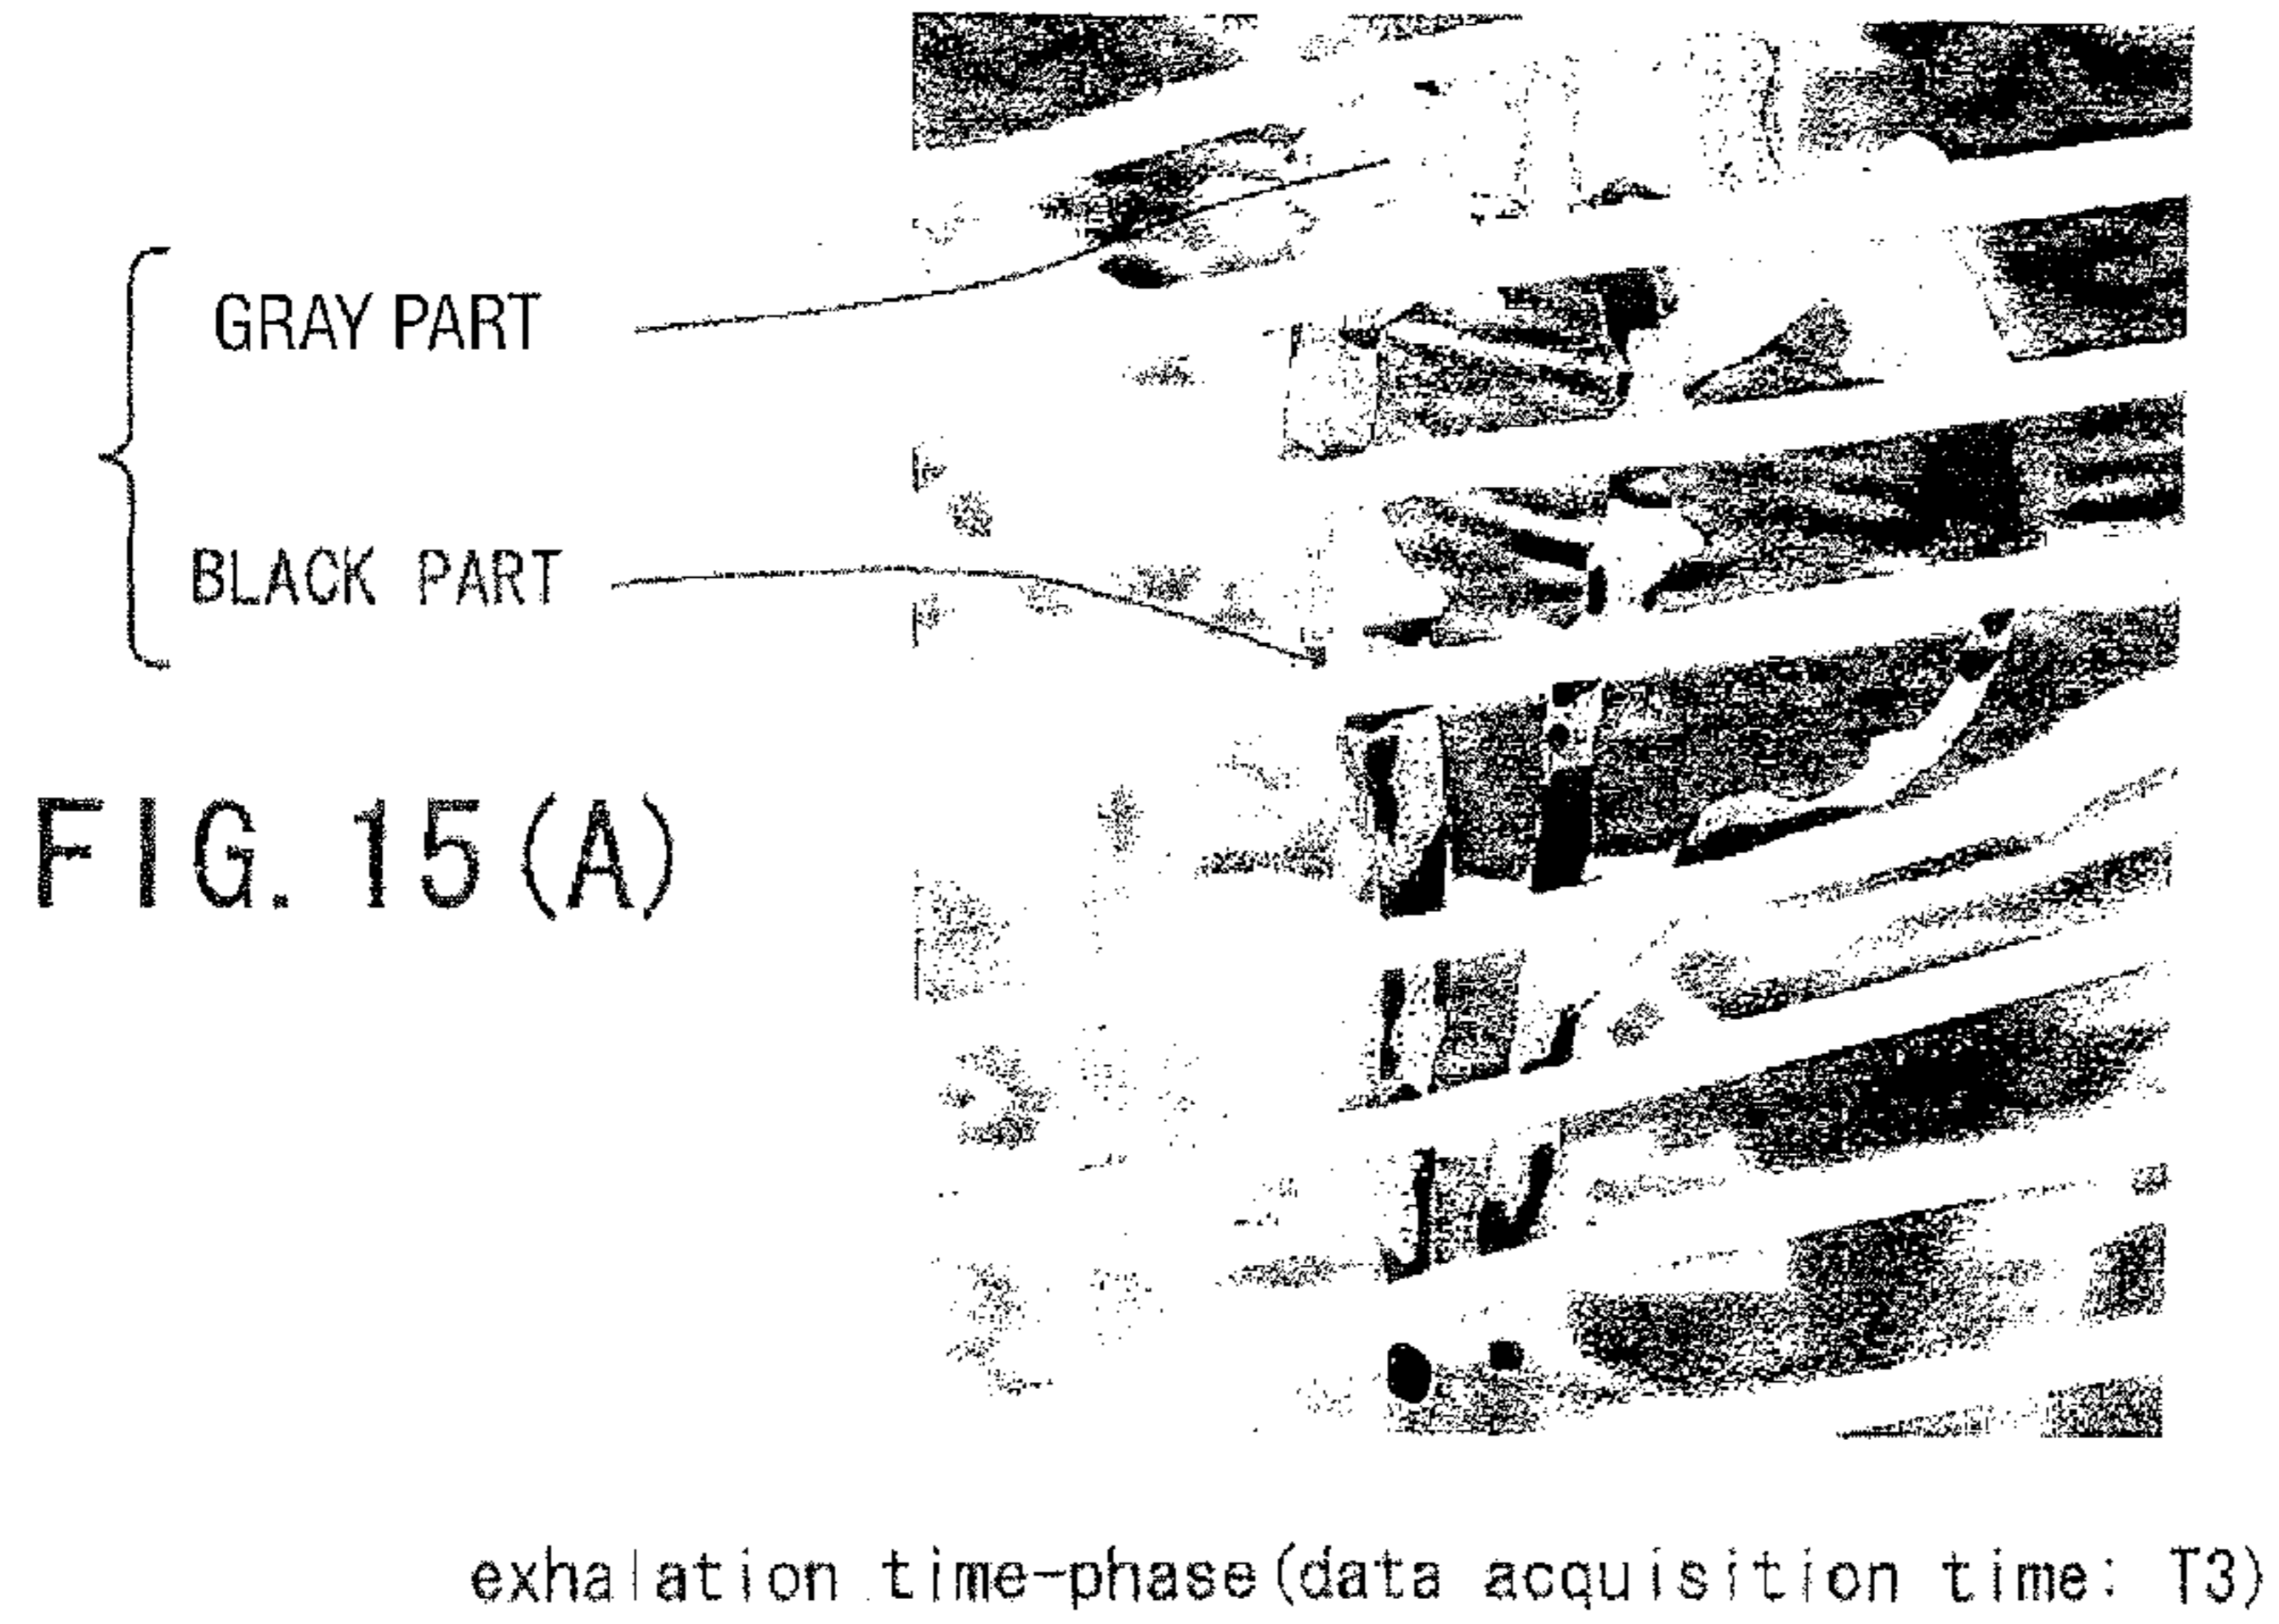 GRAY PART
BLACK PART
FIG. 15(A)
exhalation time-phase(data acquisition time: T3)